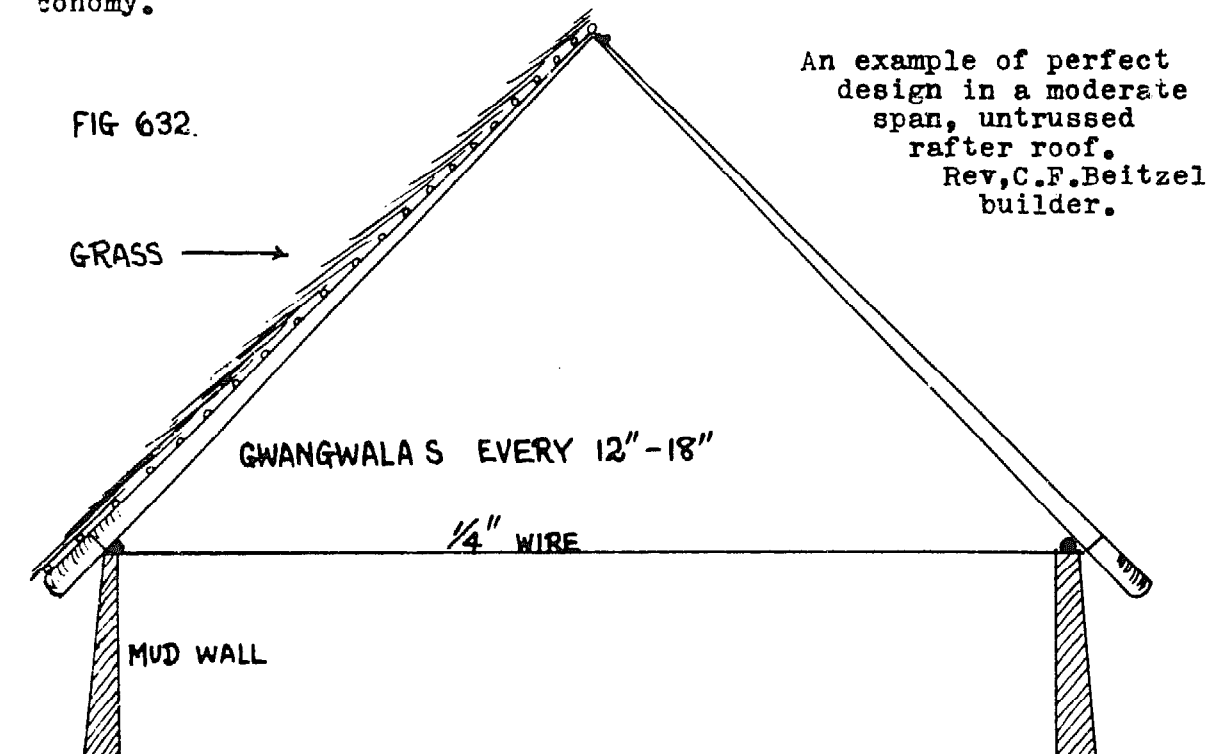 conomy.
An example of perfect
design in a moderate
span, untrussed
rafter roof.
Rev,C.F.Beitzel
builder.
FIG 632.
GRASS
GWANGWALA S EVERY 12"-18"
1/4" WIRE
MUD WALL